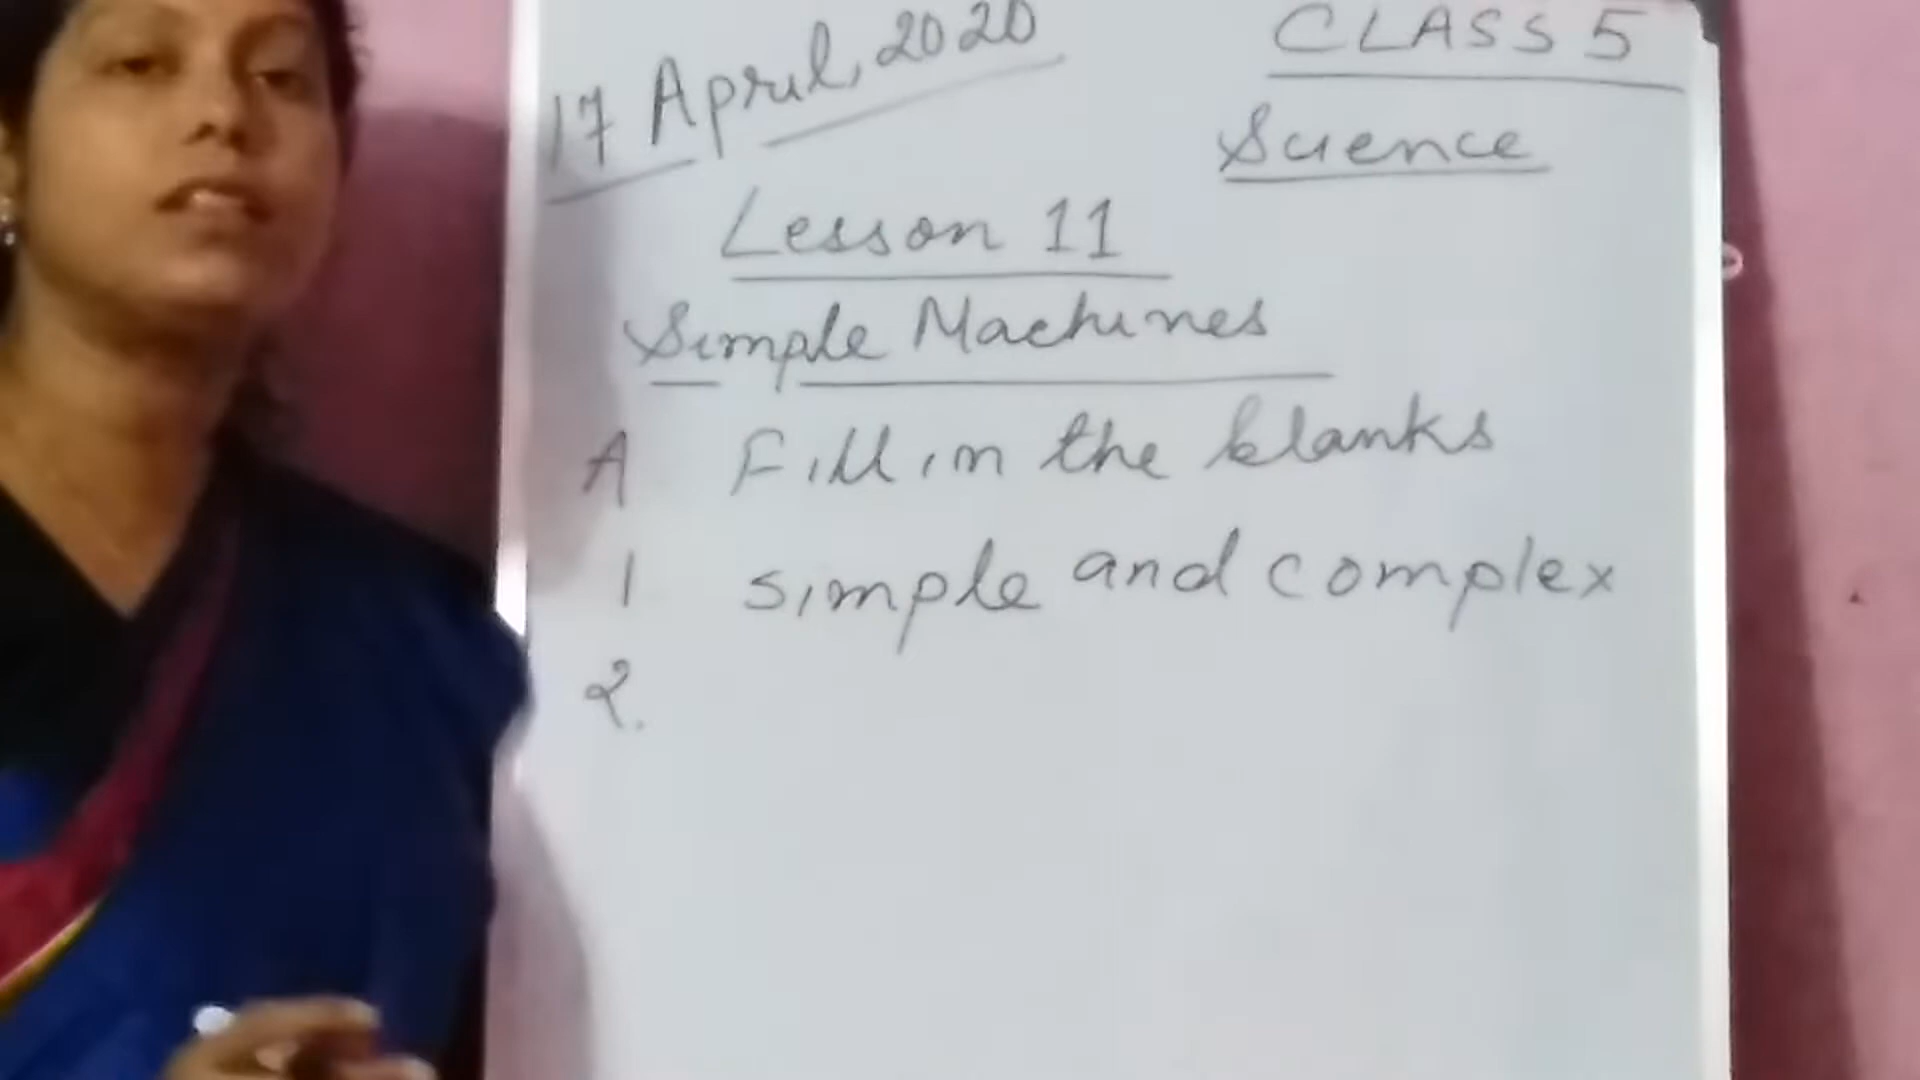 17 April, 2020
CLASS 5
Science
Lesson 11
Simple Machines
A Fill in the blanks
1 simple and complex
2.